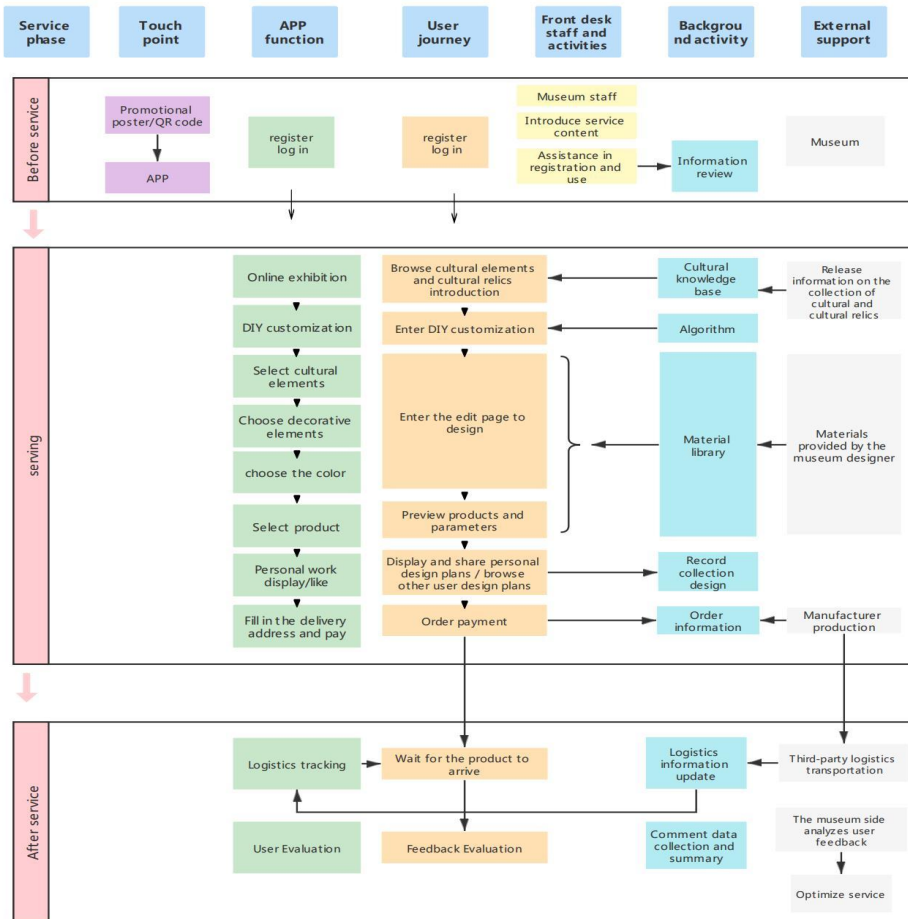 Service
phase
Touch
point
APP
function
User
journey
Front desk
staff and
activities
Backgrou
nd activity
External
support
Before service
Promotional
poster/QR code
APP
register
log in
register
log in
Museum staff
Introduce service
content
Assistance in
registration and
use
Information
review
Museum
serving
Online exhibition
DIY customization
Select cultural
elements
Choose decorative
elements
choose the color
Select product
Personal work
display/like
Fill in the delivery
address and pay
Browse cultural elements
and cultural relics
introduction
Enter DIY customization
Enter the edit page to
design
Preview products and
parameters
Display and share personal
design plans / browse
other user design plans
Order payment
Cultural
knowledge
base
Algorithm
Material
library
Record
collection
design
Order
information
Release
information on the
collection of
cultural and
cultural relics
Materials
provided by the
museum designer
Manufacturer
production
After service
Logistics tracking
User Evaluation
Wait for the product to
arrive
Feedback Evaluation
Logistics
information
update
Comment data
collection and
summary
Third-party logistics
transportation
The museum side
analyzes user
feedback
Optimize service